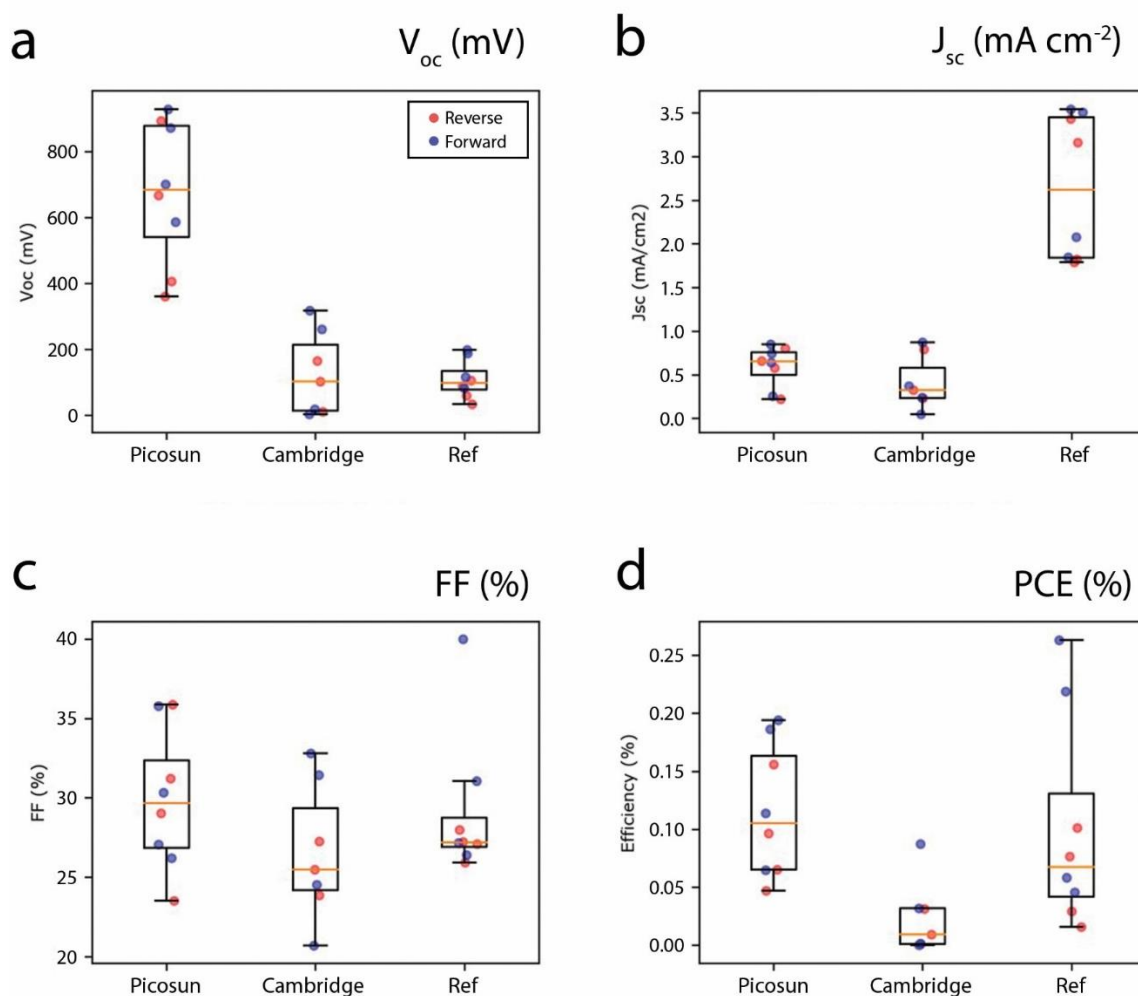 a
V_oc (mV)
Voc (mV)
800
600
400
200
0
Reverse
Forward
Picosun
Cambridge
Ref
b
J_sc (mA cm⁻²)
Jsc (mA/cm2)
3.5
3.0
2.5
2.0
1.5
1.0
0.5
0.0
Picosun
Cambridge
Ref
c
FF (%)
FF (%)
40
35
30
25
20
Picosun
Cambridge
Ref
d
PCE (%)
Efficiency (%)
0.25
0.20
0.15
0.10
0.05
0.00
Picosun
Cambridge
Ref